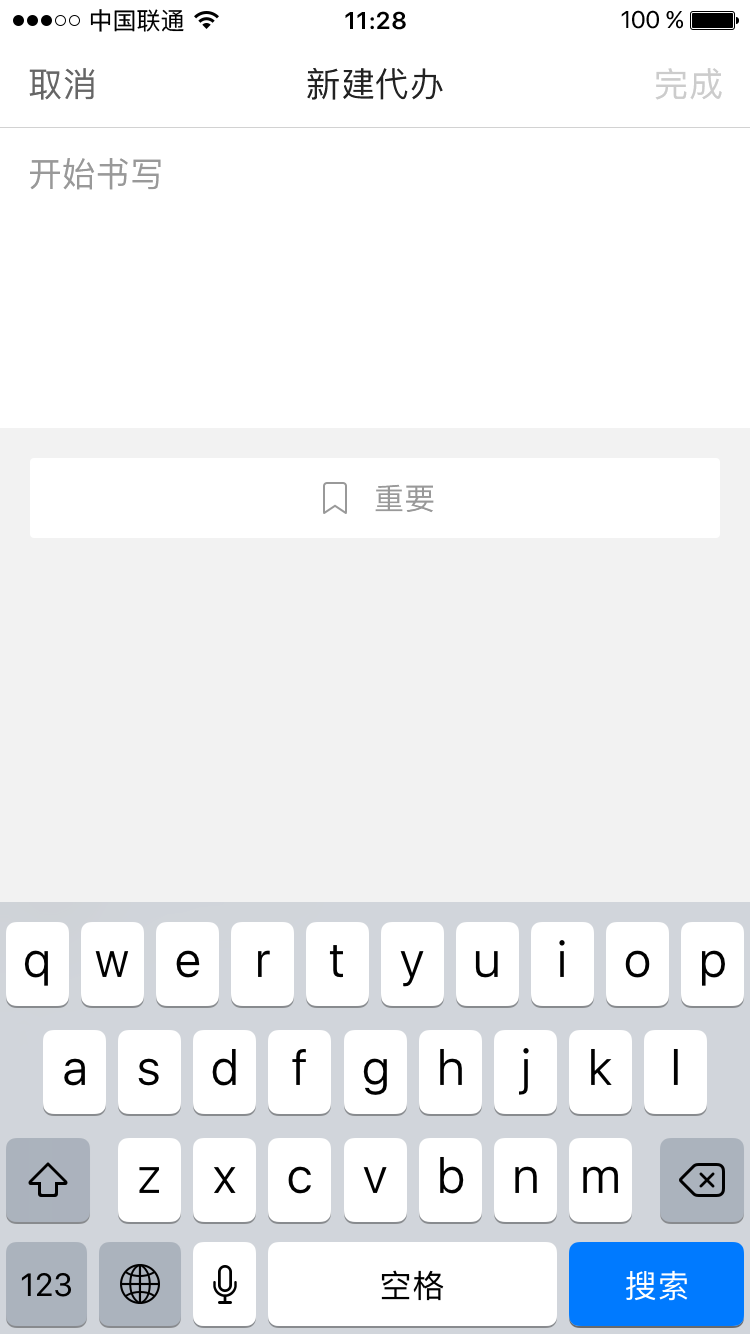 中国联通 11:28 100 %
取消 新建代办 完成
开始书写
重要
q w e r t y u i o p
a s d f g h j k l
z x c v b n m
123 空格 搜索